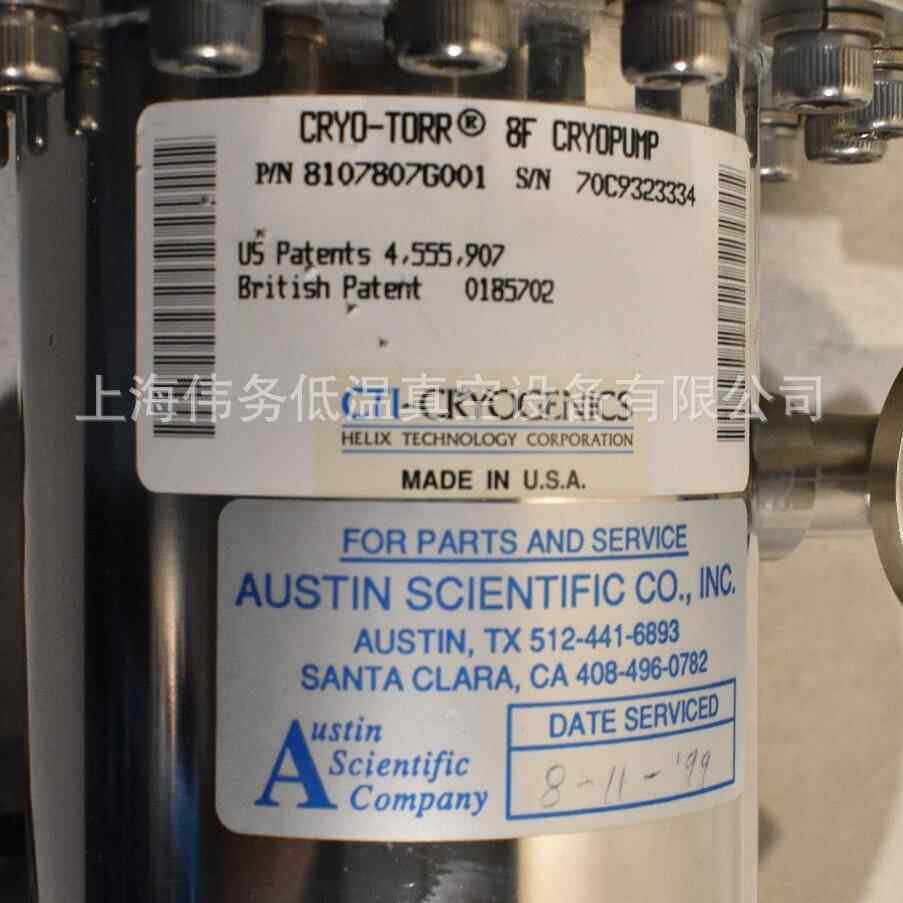 CRYO-TORR® 8F CRYOPUMP
P/N 8107807G001 S/N 70C9323334
US Patents 4,555,907
British Patent 0185702
上海伟务低温真空设备有限公司
CTI-CRYOGENICS
HELIX TECHNOLOGY CORPORATION
MADE IN U.S.A.
FOR PARTS AND SERVICE
AUSTIN SCIENTIFIC CO., INC.
AUSTIN, TX 512-441-6893
SANTA CLARA, CA 408-496-0782
Austin
Scientific
Company
DATE SERVICED
8-11-'99